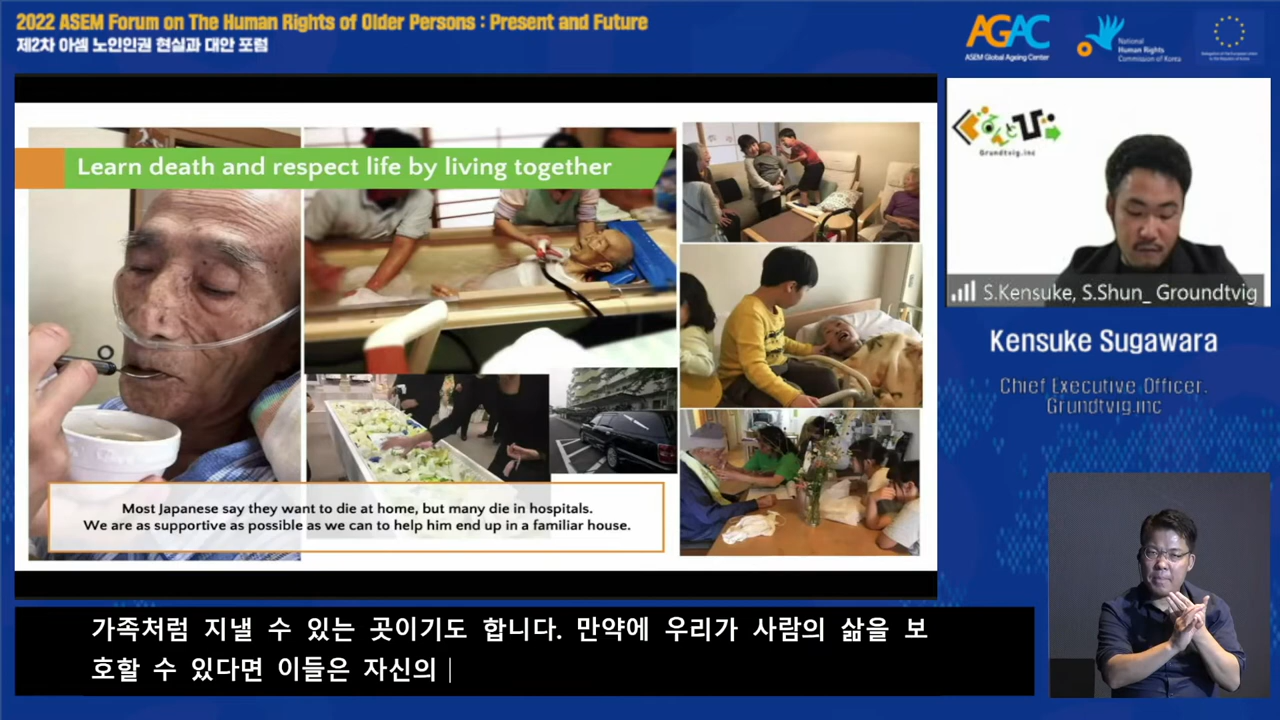 2022 ASEM Forum on The Human Rights of Older Persons : Present and Future
제2차 아셈 노인인권 현실과 대안 포럼
AGAC
ASEM Global Ageing Center
National
Human Rights
Commission of Korea
Learn death and respect life by living together
Most Japanese say they want to die at home, but many die in hospitals.
We are as supportive as possible as we can to help him end up in a familiar house.
ぐるんとびー
Grundtvig.inc
S.Kensuke, S.Shun_ Groundtvig
Kensuke Sugawara
Chief Executive Officer,
Grundtvig.inc
가족처럼 지낼 수 있는 곳이기도 합니다. 만약에 우리가 사람의 삶을 보
호할 수 있다면 이들은 자신의